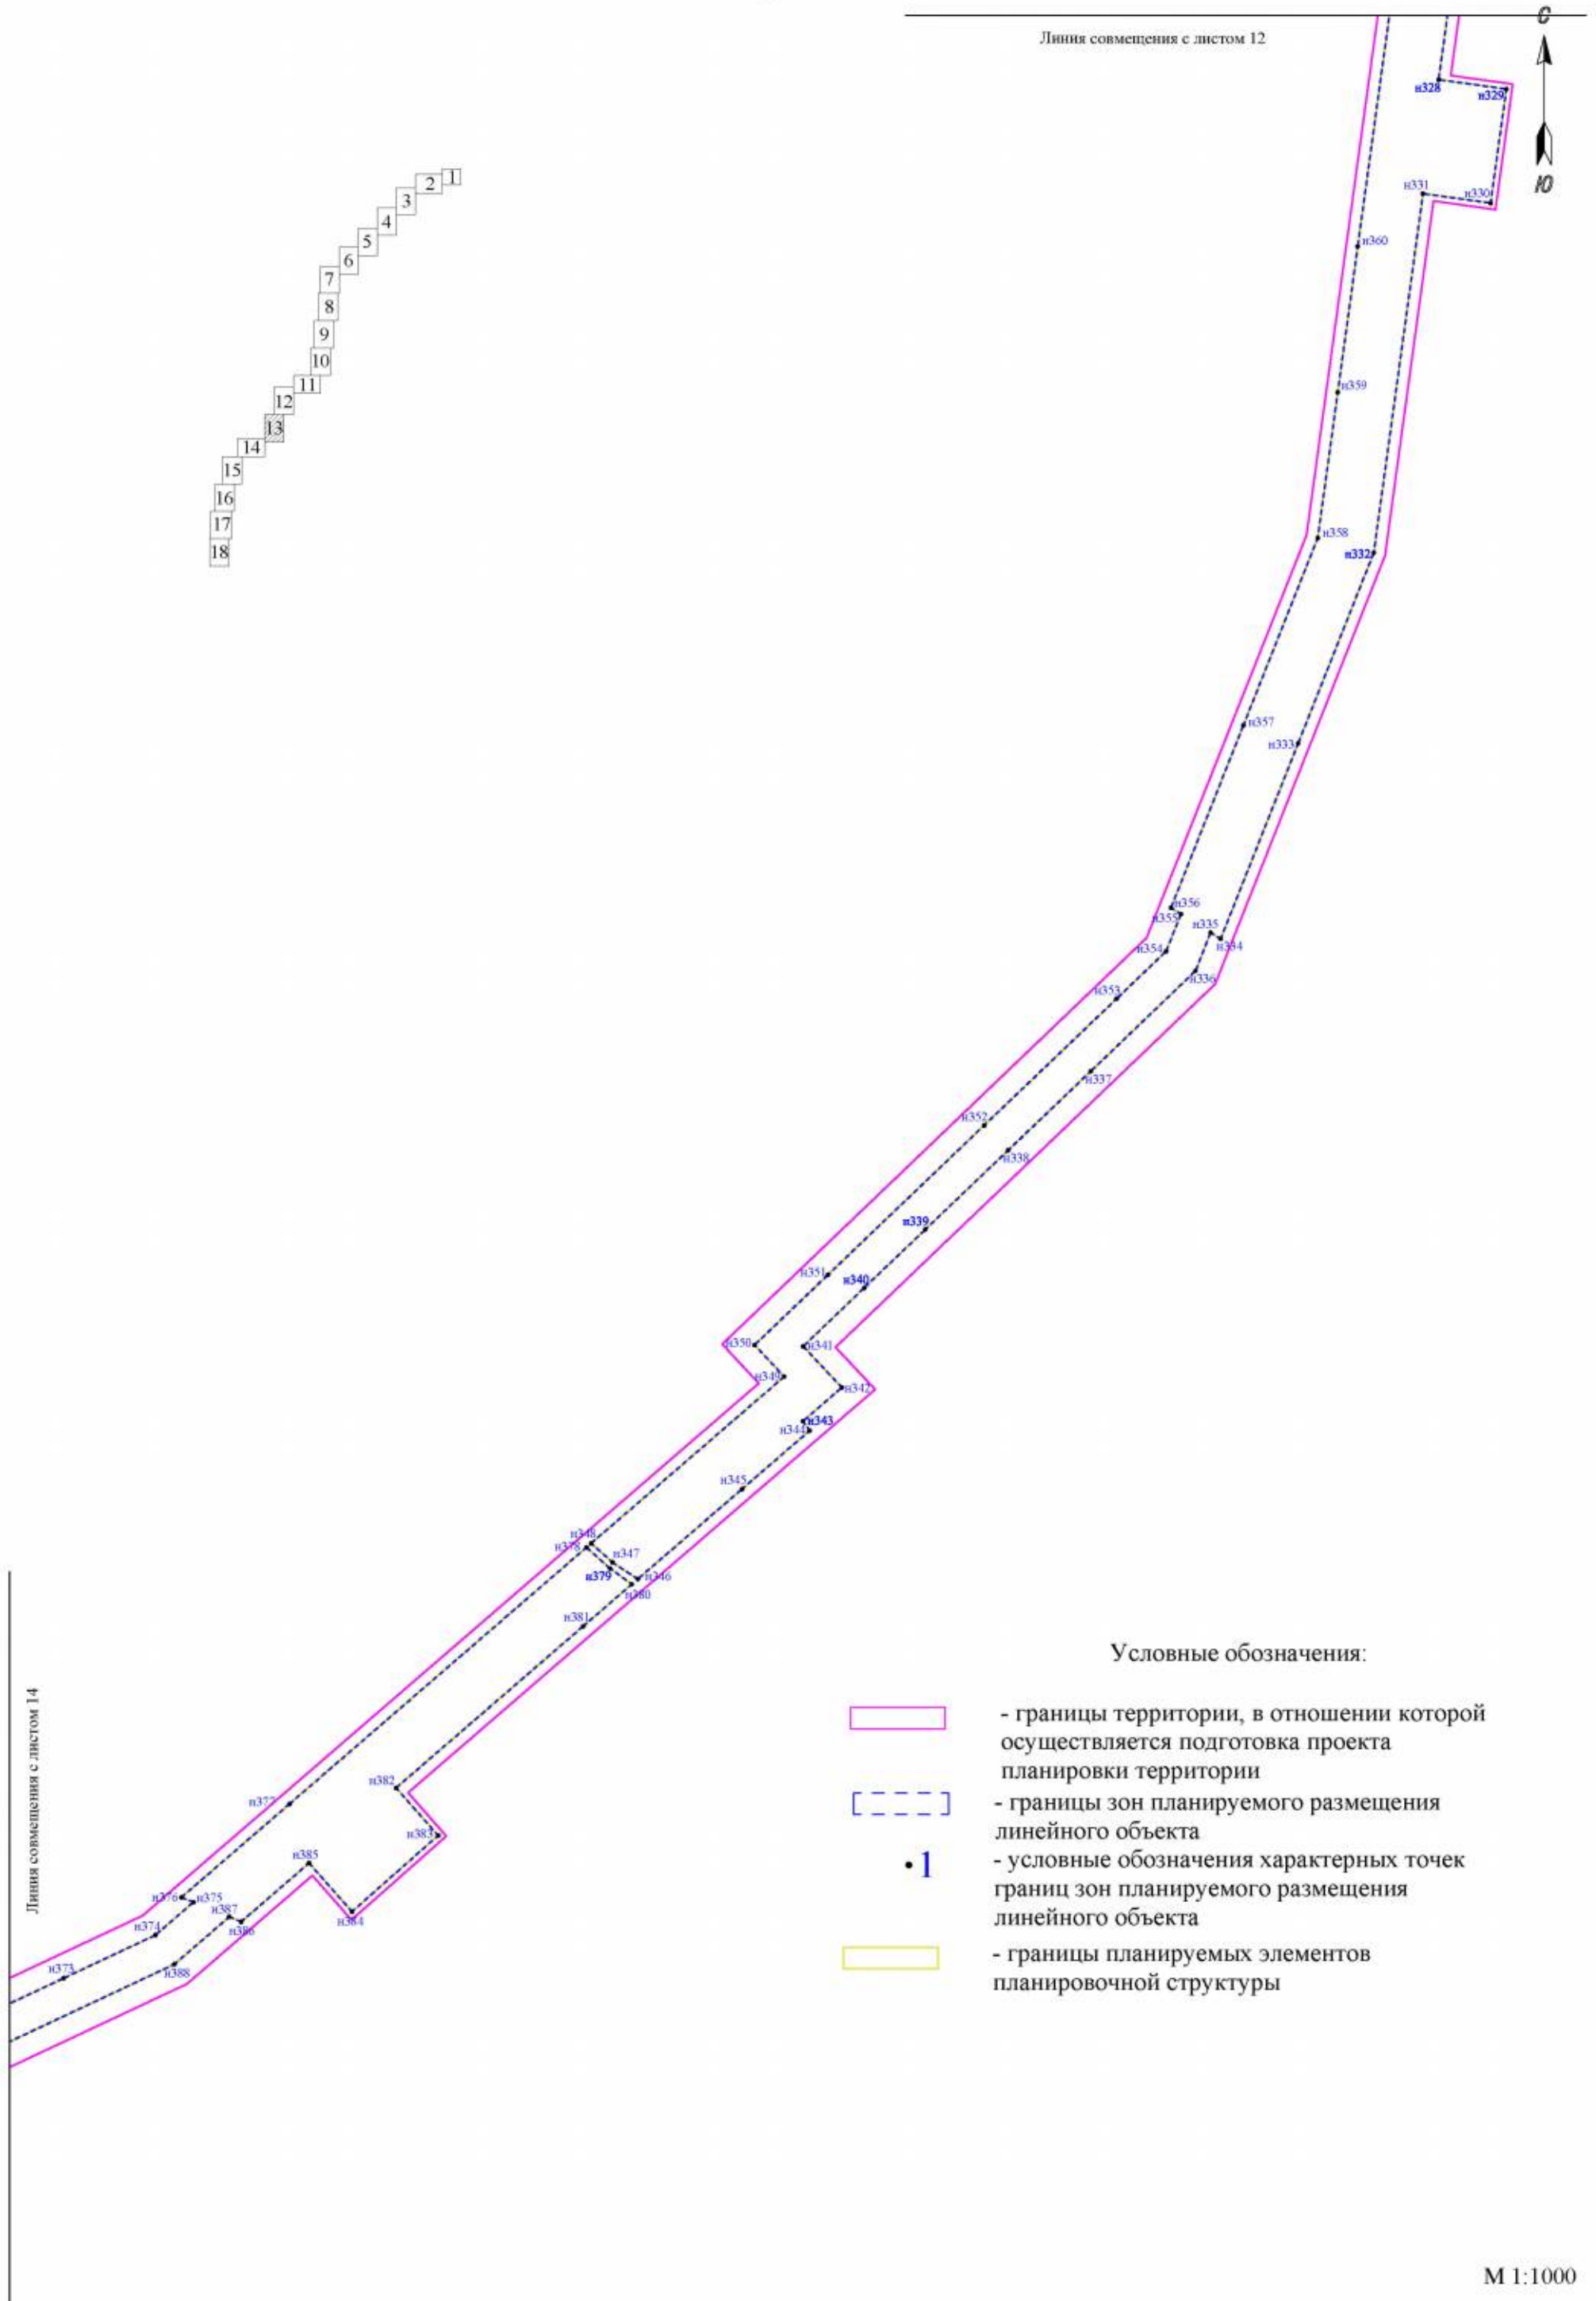 Линия совмещения с листом 12
С
Ю
1
2
3
4
5
6
7
8
9
10
11
12
13
14
15
16
17
18
н328
н329
н331
н330
н360
н359
н358
н332
н357
н333
н356
н355
н335
н334
н354
н336
н353
н337
н352
н338
н339
н351
н340
н350
н341
н349
н342
н343
н344
н345
н348
н378
н347
н379
н346
н380
н381
н382
н377
н383
н385
н376
н375
н387
н384
н374
н386
н388
н373
Линия совмещения с листом 14
Условные обозначения:
- границы территории, в отношении которой
осуществляется подготовка проекта
планировки территории
- границы зон планируемого размещения
линейного объекта
1
- условные обозначения характерных точек
границ зон планируемого размещения
линейного объекта
- границы планируемых элементов
планировочной структуры
М 1:1000